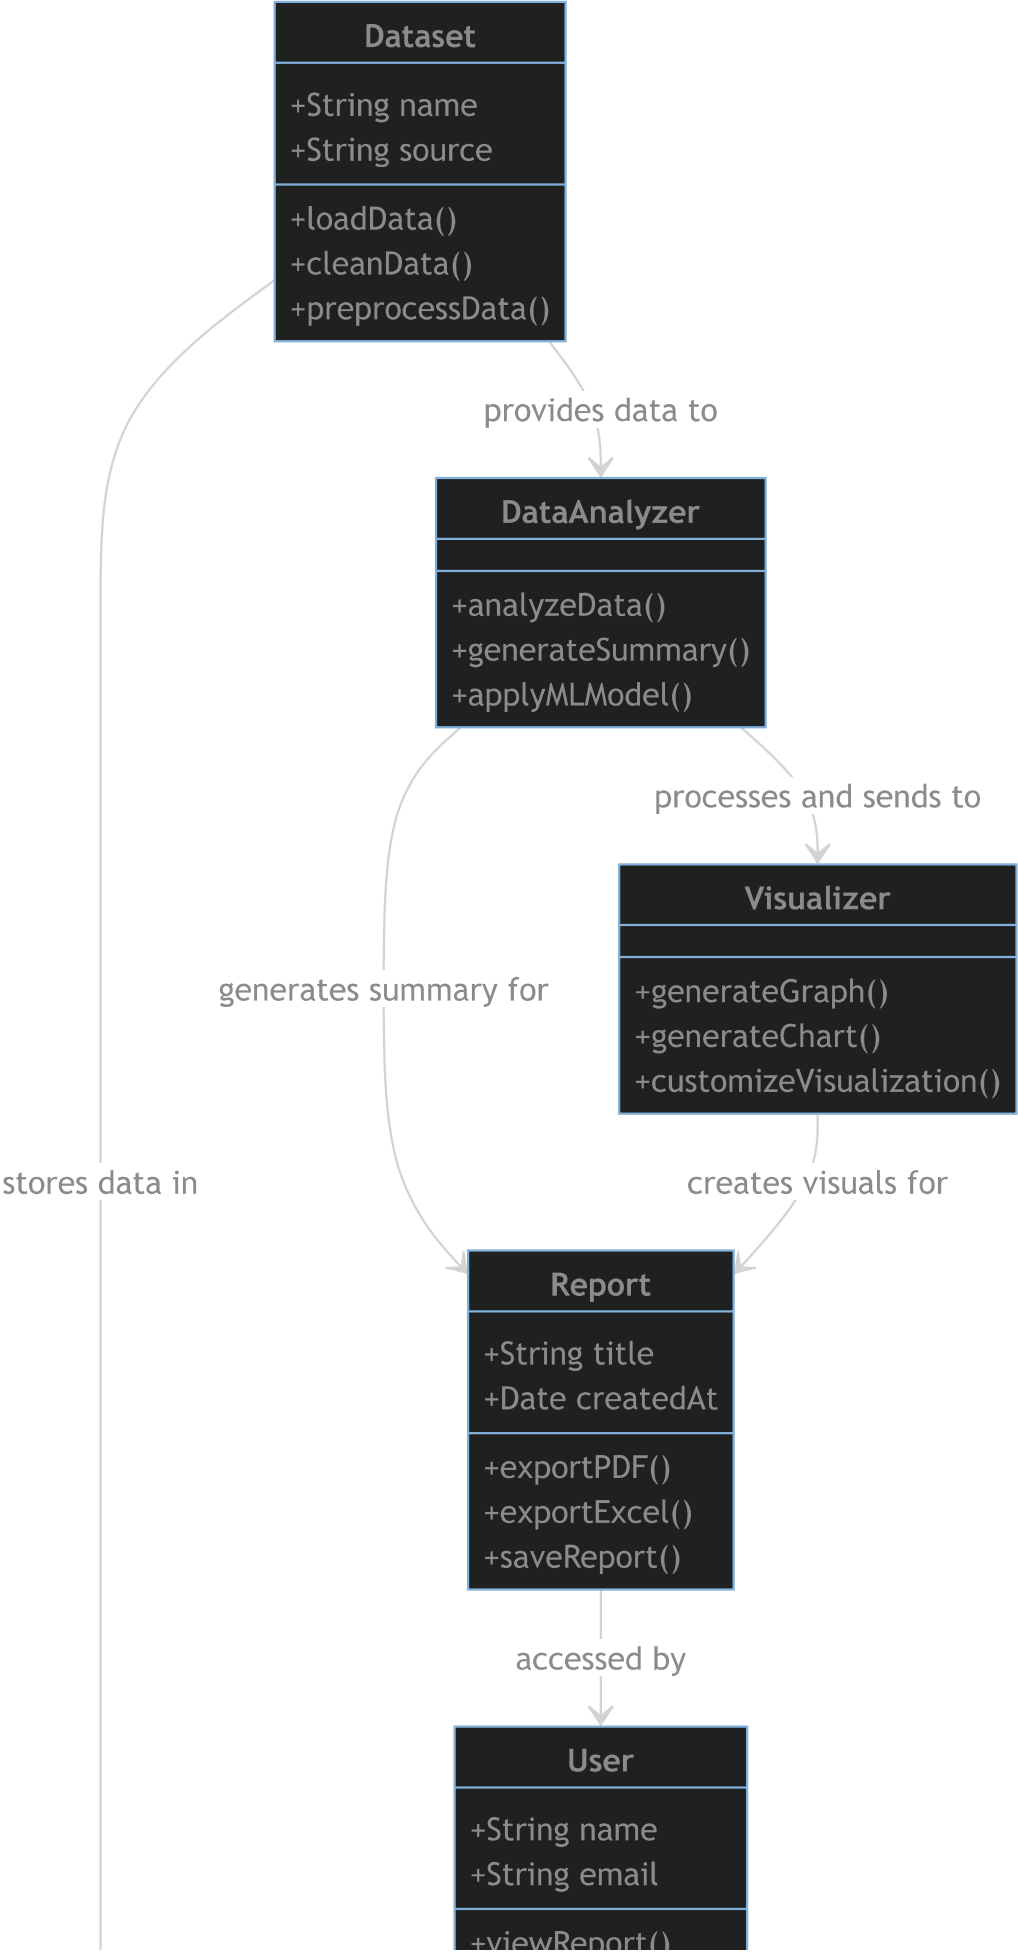 Dataset
+String name
+String source
+loadData()
+cleanData()
+preprocessData()
provides data to
DataAnalyzer
+analyzeData()
+generateSummary()
+applyMLModel()
processes and sends to
Visualizer
+generateGraph()
+generateChart()
+customizeVisualization()
generates summary for
stores data in
creates visuals for
Report
+String title
+Date createdAt
+exportPDF()
+exportExcel()
+saveReport()
accessed by
User
+String name
+String email
+viewReport()